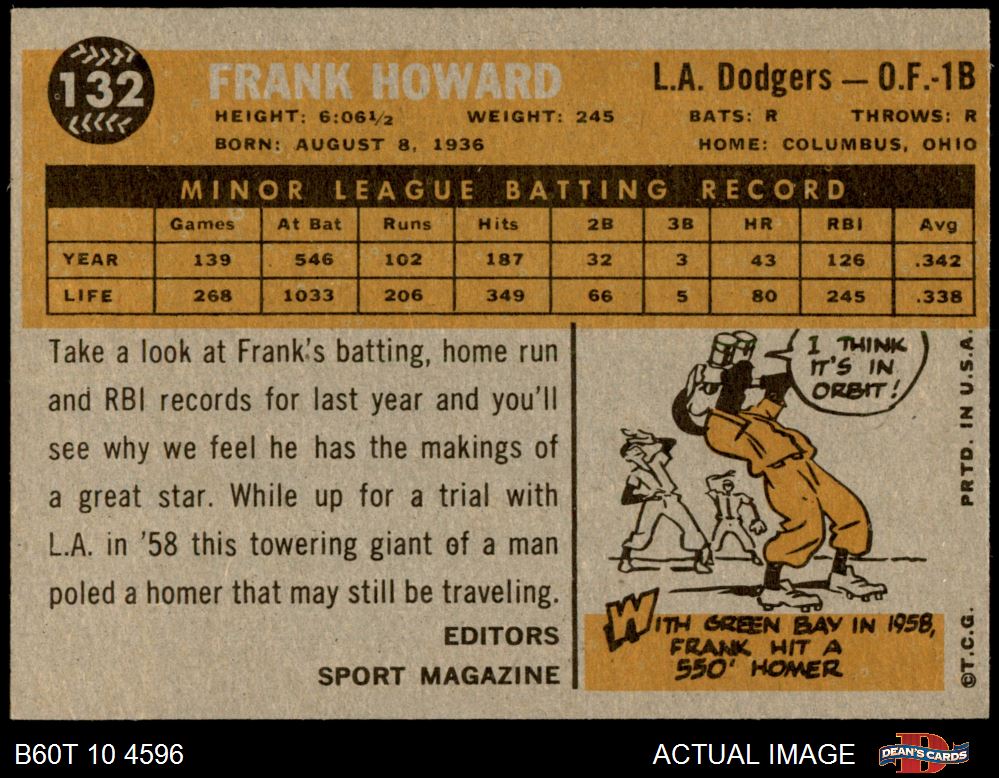 132
FRANK HOWARD
L.A. Dodgers — O.F.-1B
HEIGHT: 6:06½ WEIGHT: 245 BATS: R THROWS: R
BORN: AUGUST 8, 1936 HOME: COLUMBUS, OHIO
MINOR LEAGUE BATTING RECORD
Games At Bat Runs Hits 2B 3B HR RBI Avg
YEAR 139 546 102 187 32 3 43 126 .342
LIFE 268 1033 206 349 66 5 80 245 .338
Take a look at Frank's batting, home run
and RBI records for last year and you'll
see why we feel he has the makings of
a great star. While up for a trial with
L.A. in '58 this towering giant of a man
poled a homer that may still be traveling.
EDITORS
SPORT MAGAZINE
I THINK
IT'S IN
ORBIT!
WITH GREEN BAY IN 1958,
FRANK HIT A
550' HOMER
©T.C.G. PRTD. IN U.S.A.
B60T 10 4596
ACTUAL IMAGE
DEAN'S CARDS